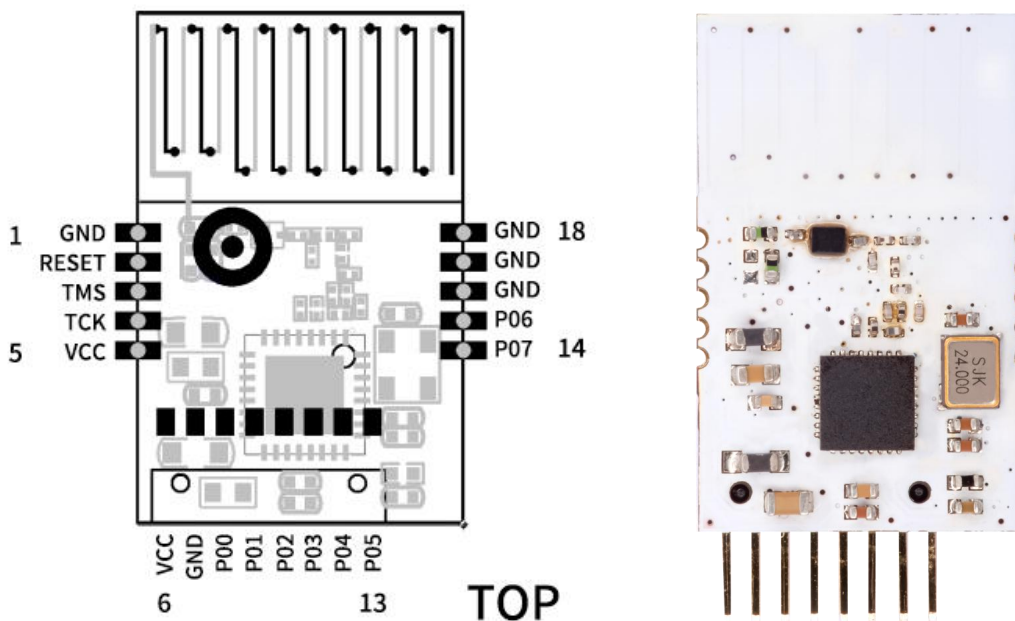 1 GND GND 18
RESET GND
TMS GND
TCK P06
5 VCC P07 14
SJK
24.000
VCC GND P00 P01 P02 P03 P04 P05
6 13
TOP